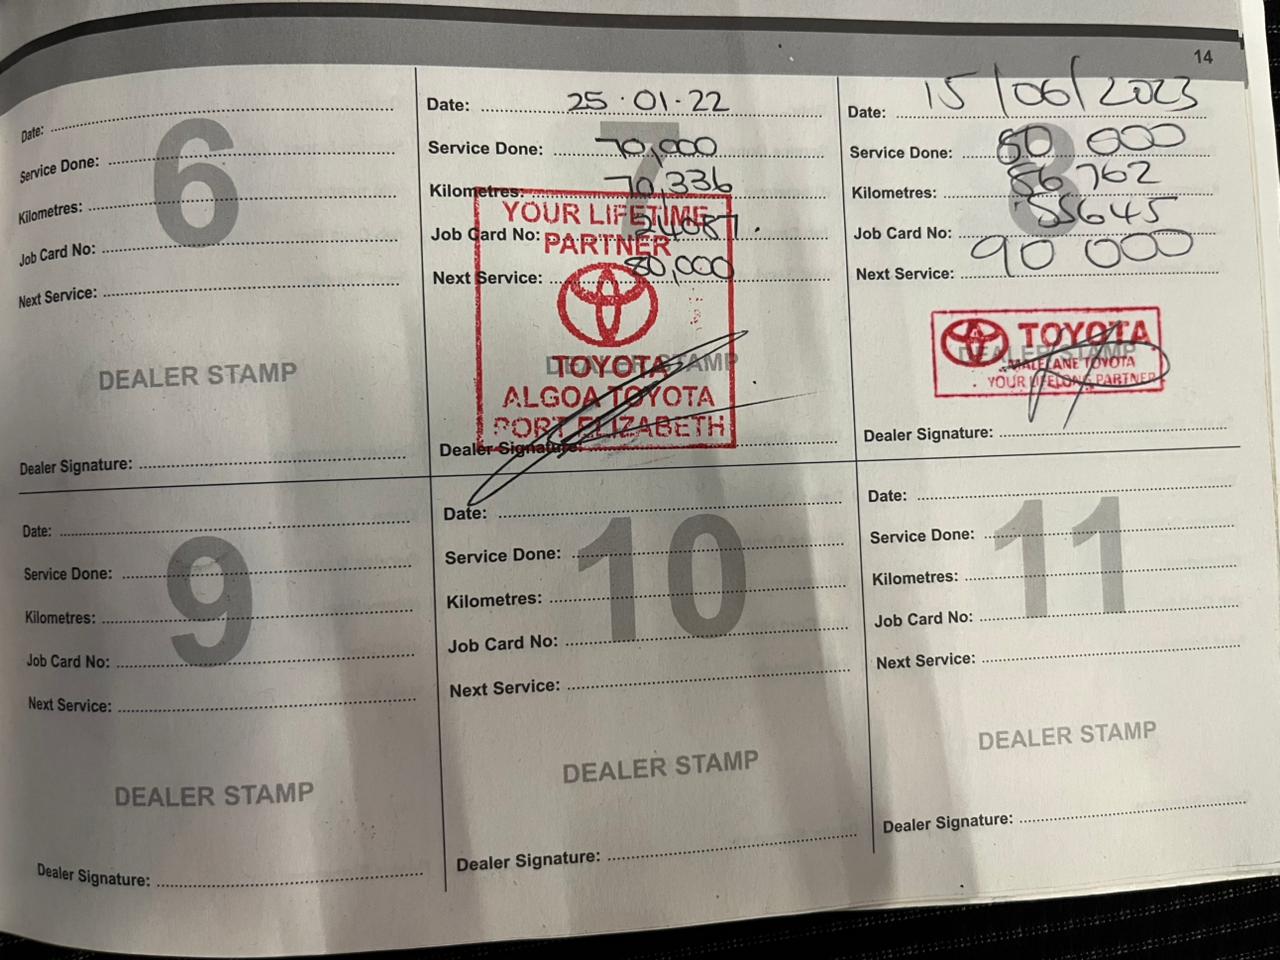 14
6
Date:
Service Done:
Kilometres:
Job Card No:
Next Service:
DEALER STAMP
Dealer Signature:
7
Date: 25.01.22
Service Done: 70,000
Kilometres: 70,336
Job Card No:
Next Service: 80,000
DEALER STAMP
YOUR LIFETIME
PARTNER
TOYOTA
ALGOA TOYOTA
PORT ELIZABETH
Dealer Signature:
8
Date: 15/06/2023
Service Done: 80 000
Kilometres: 86762
Job Card No:
Next Service: 90 000
DEALER STAMP
TOYOTA
MALELANE TOYOTA
YOUR LIFELONG PARTNER
Dealer Signature:
9
Date:
Service Done:
Kilometres:
Job Card No:
Next Service:
DEALER STAMP
Dealer Signature:
10
Date:
Service Done:
Kilometres:
Job Card No:
Next Service:
DEALER STAMP
Dealer Signature:
11
Date:
Service Done:
Kilometres:
Job Card No:
Next Service:
DEALER STAMP
Dealer Signature: